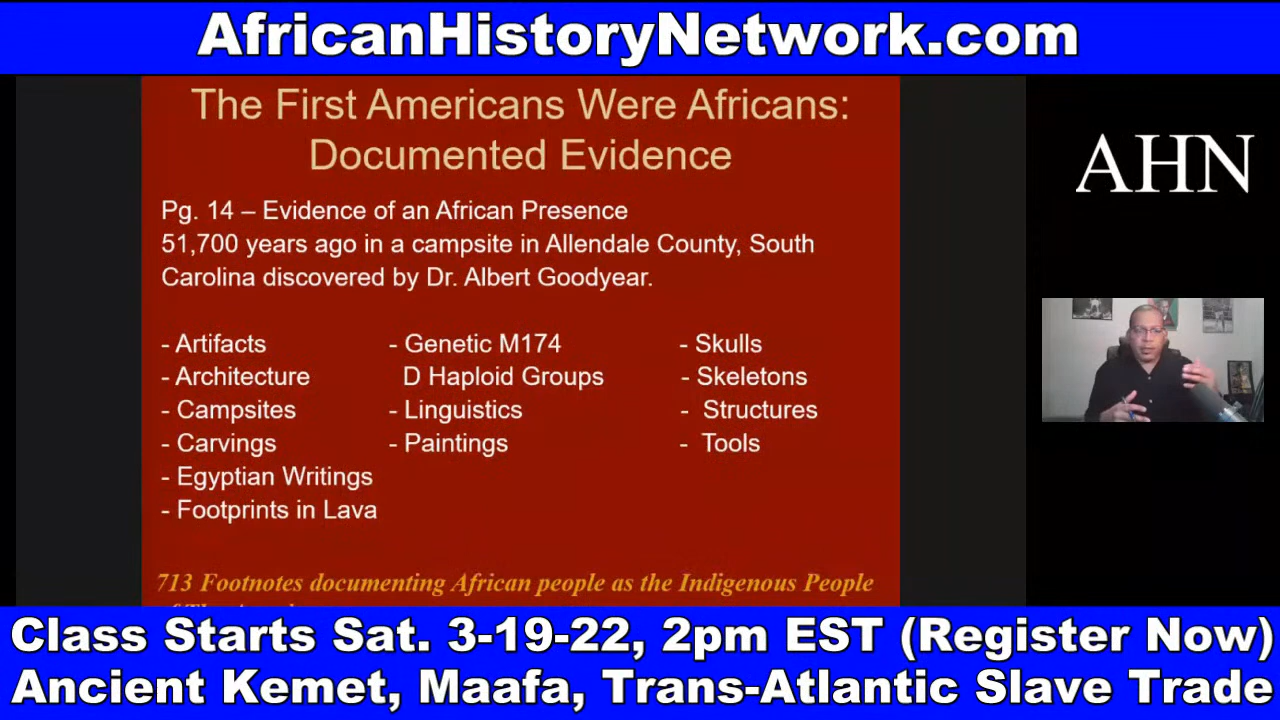 AfricanHistoryNetwork.com
The First Americans Were Africans:
Documented Evidence
AHN
Pg. 14 – Evidence of an African Presence
51,700 years ago in a campsite in Allendale County, South
Carolina discovered by Dr. Albert Goodyear.
- Artifacts
- Architecture
- Campsites
- Carvings
- Egyptian Writings
- Footprints in Lava
- Genetic M174
D Haploid Groups
- Linguistics
- Paintings
- Skulls
- Skeletons
- Structures
- Tools
713 Footnotes documenting African people as the Indigenous People
Class Starts Sat. 3-19-22, 2pm EST (Register Now)
Ancient Kemet, Maafa, Trans-Atlantic Slave Trade